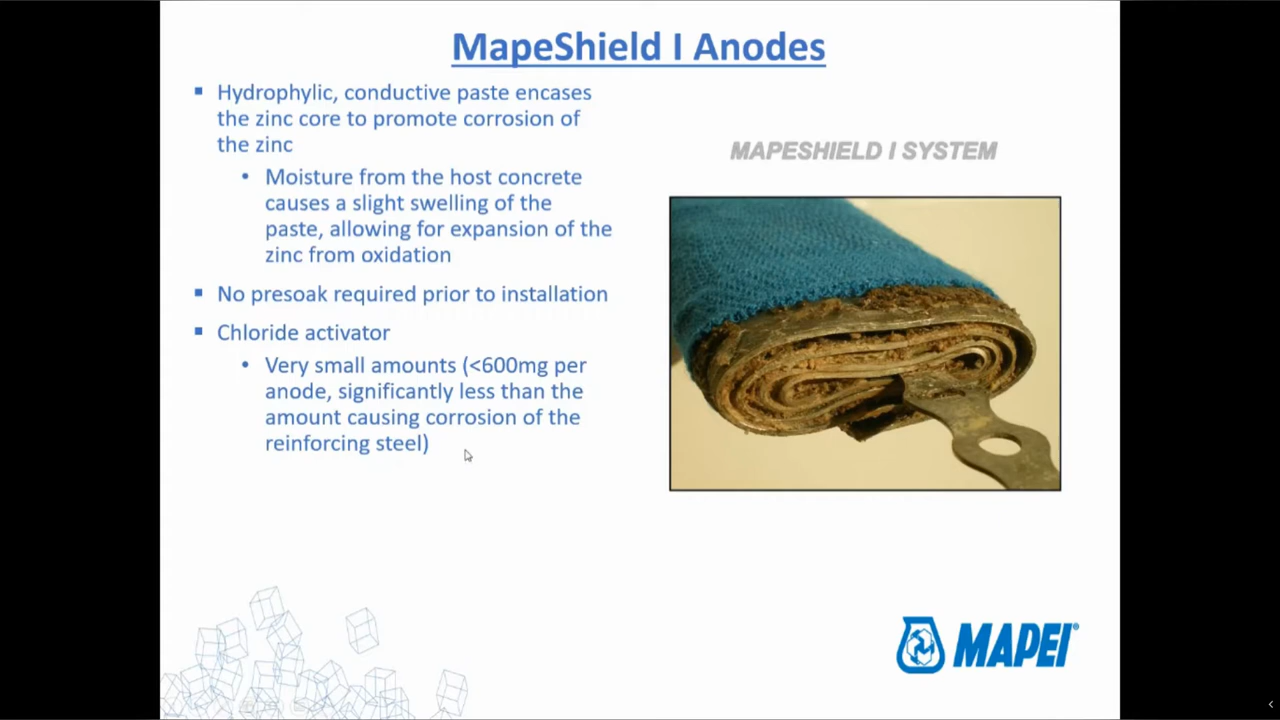 MapeShield I Anodes
▪ Hydrophylic, conductive paste encases
the zinc core to promote corrosion of
the zinc
• Moisture from the host concrete
causes a slight swelling of the
paste, allowing for expansion of the
zinc from oxidation
▪ No presoak required prior to installation
▪ Chloride activator
• Very small amounts (<600mg per
anode, significantly less than the
amount causing corrosion of the
reinforcing steel)
MAPESHIELD I SYSTEM
MAPEI®